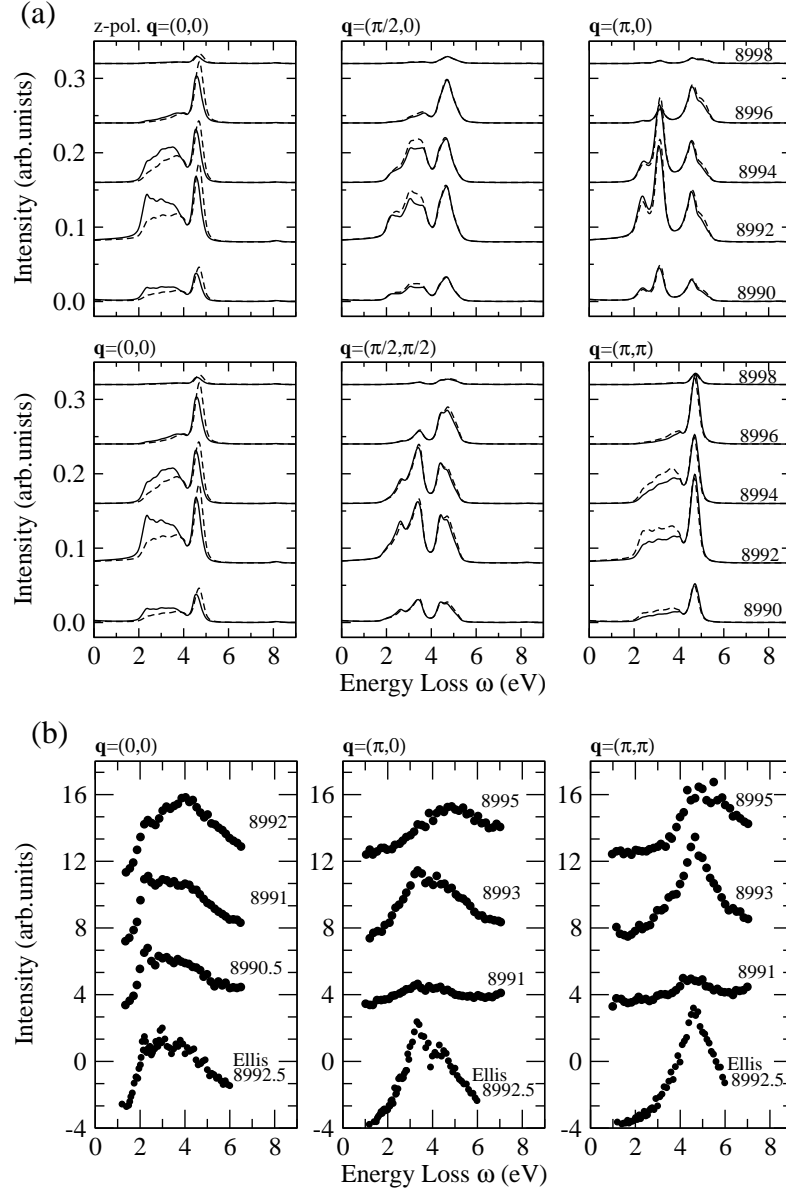 (a)
z-pol. q=(0,0)
q=(π/2,0)
q=(π,0)
Intensity (arb.unists)
0.3
0.2
0.1
0.0
8998
8996
8994
8992
8990
q=(0,0)
q=(π/2,π/2)
q=(π,π)
Intensity (arb.unists)
0.3
0.2
0.1
0.0
8998
8996
8994
8992
8990
0 2 4 6 8
0 2 4 6 8
0 2 4 6 8
Energy Loss ω (eV)
(b)
q=(0,0)
q=(π,0)
q=(π,π)
Intensity (arb.units)
16
12
8
4
0
-4
8992
8991
8990.5
Ellis
8992.5
8995
8993
8991
Ellis
8992.5
8995
8993
8991
Ellis
8992.5
0 2 4 6 8
0 2 4 6 8
0 2 4 6 8
Energy Loss ω (eV)